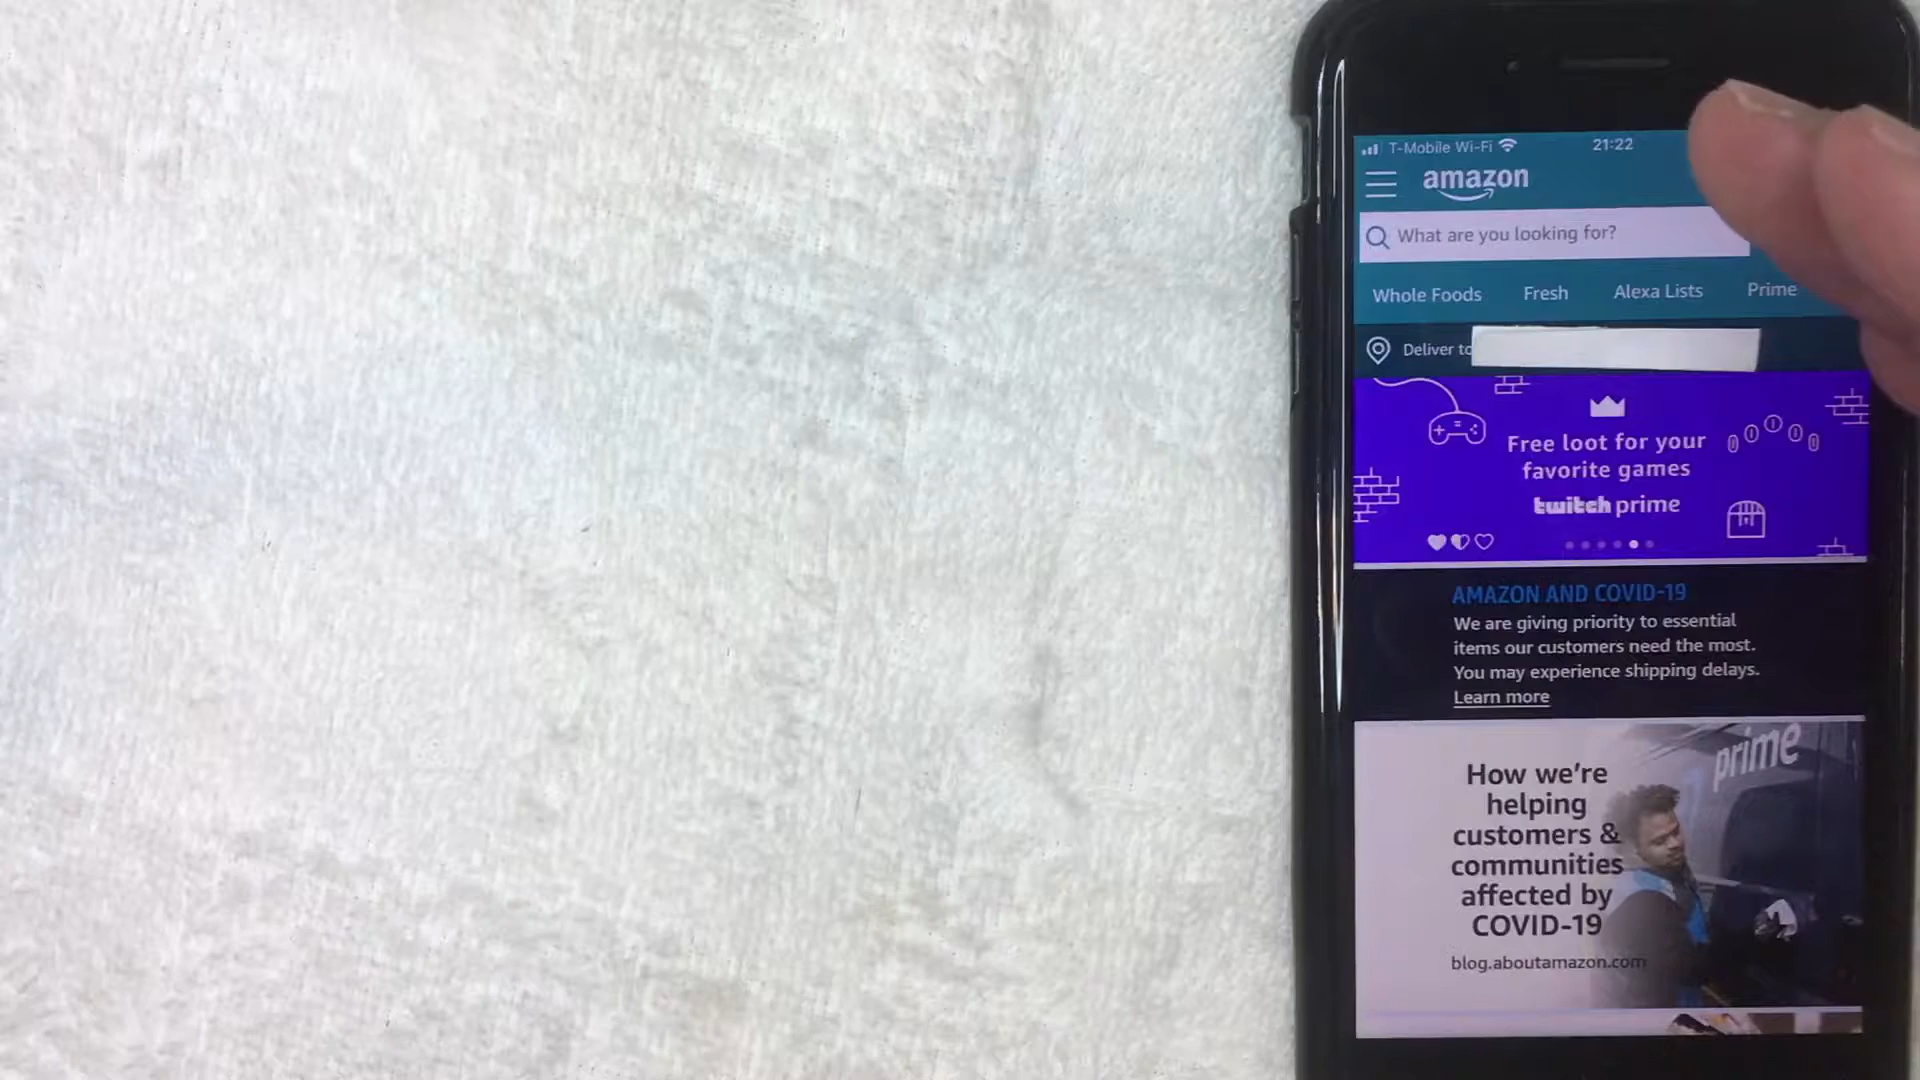 T-Mobile Wi-Fi 21:22
amazon
What are you looking for?
Whole Foods Fresh Alexa Lists Prime
Deliver to
Free loot for your
favorite games
twitch prime
AMAZON AND COVID-19
We are giving priority to essential
items our customers need the most.
You may experience shipping delays.
Learn more
How we're
helping
customers &
communities
affected by
COVID-19
blog.aboutamazon.com
prime